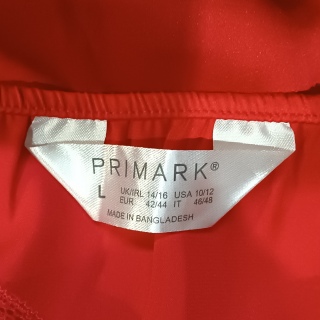 PRIMARK®
L UK/IRL 14/16 USA 10/12
EUR 42/44 IT 46/48
MADE IN BANGLADESH